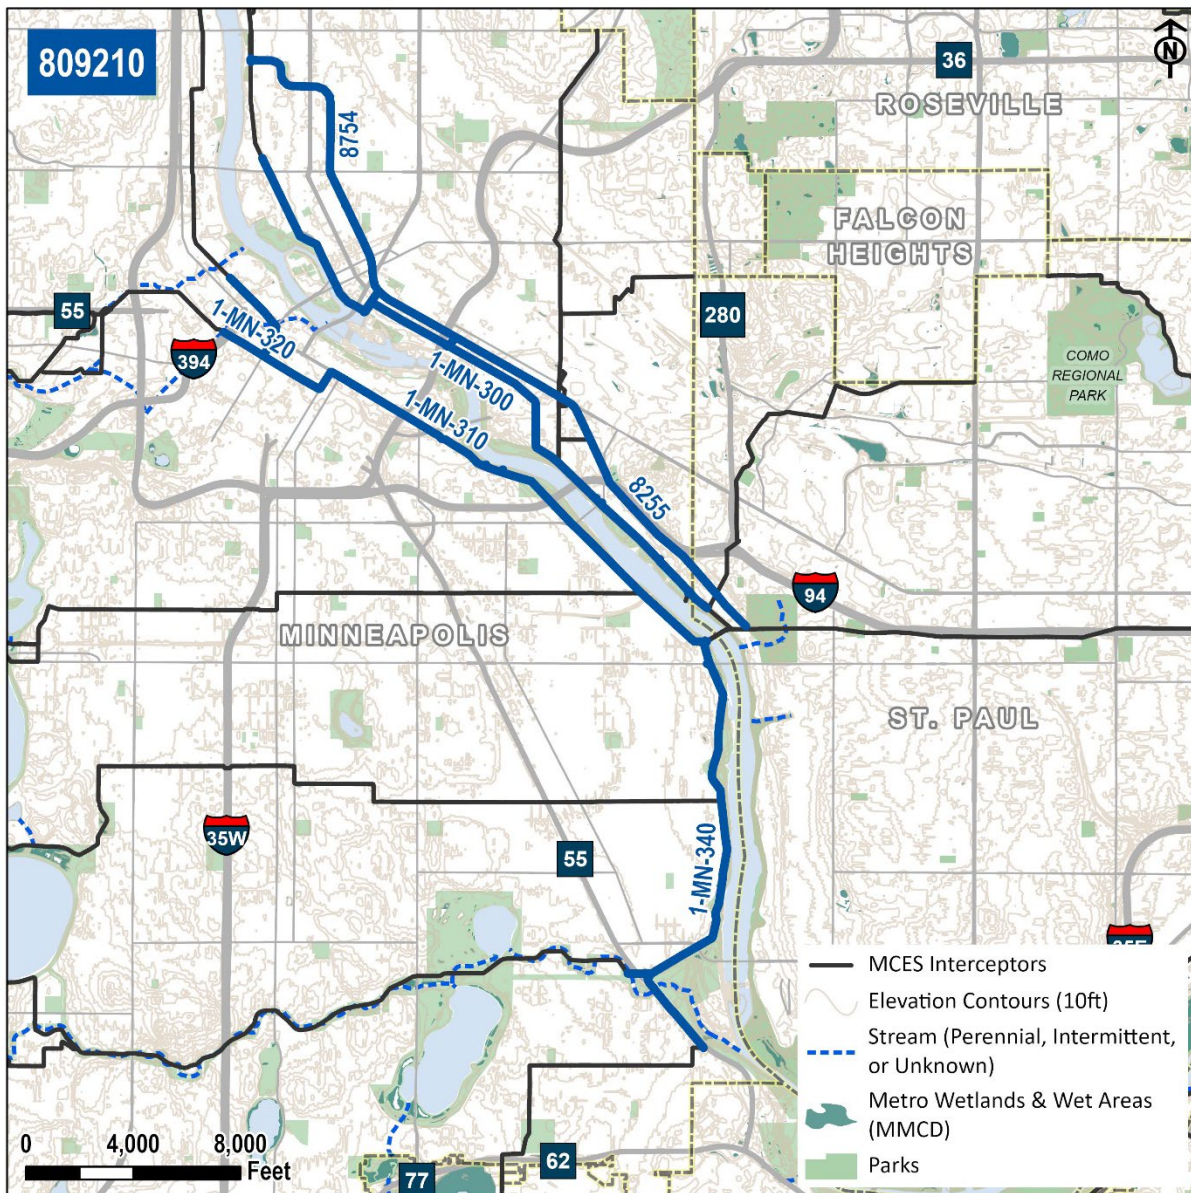 809210
N
36
ROSEVILLE
8754
FALCON
HEIGHTS
55
280
1-MN-320
394
1-MN-300
COMO
REGIONAL
PARK
1-MN-310
8255
94
MINNEAPOLIS
ST. PAUL
35W
55
1-MN-340
35E
MCES Interceptors
Elevation Contours (10ft)
Stream (Perennial, Intermittent,
or Unknown)
Metro Wetlands & Wet Areas
(MMCD)
Parks
0 4,000 8,000
Feet
62
77